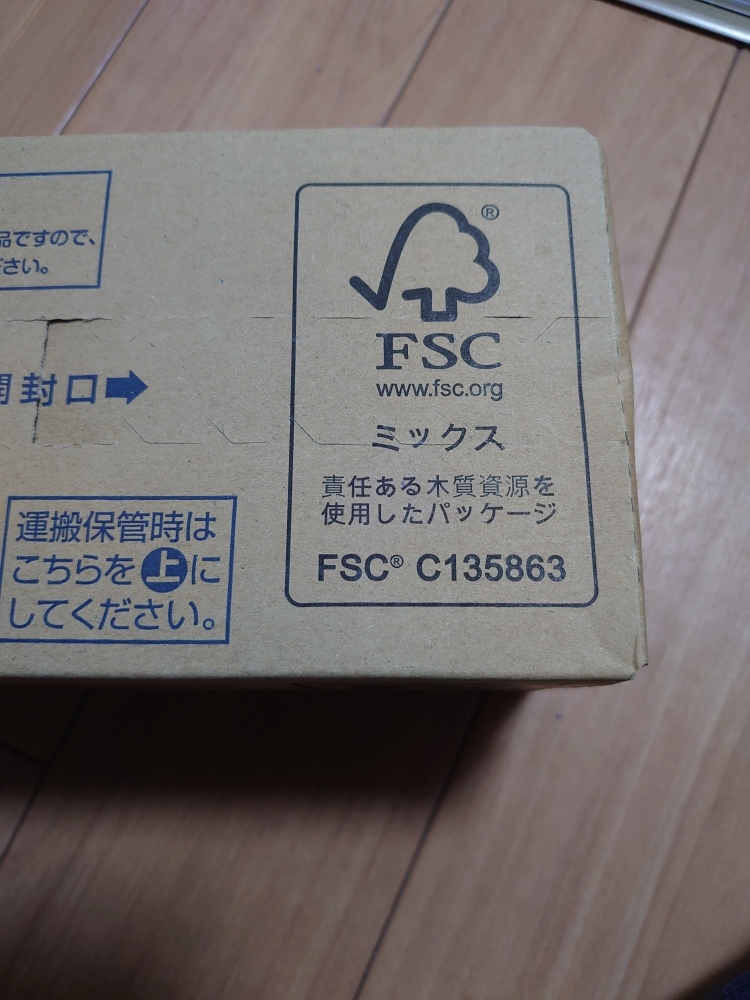 品ですので、
さい。
開封口
運搬保管時は
こちらを上に
してください。
®
FSC
www.fsc.org
ミックス
責任ある木質資源を
使用したパッケージ
FSC® C135863